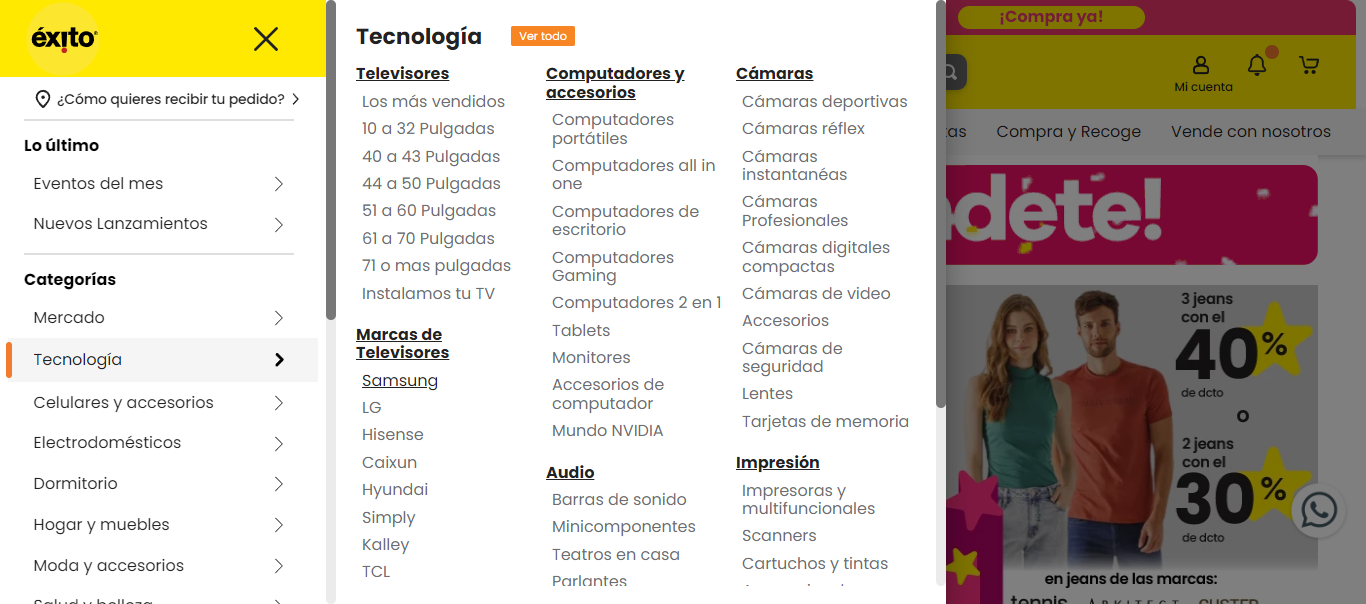 éxito
¿Cómo quieres recibir tu pedido?
Lo último
Eventos del mes
Nuevos Lanzamientos
Categorías
Mercado
Tecnología
Celulares y accesorios
Electrodomésticos
Dormitorio
Hogar y muebles
Moda y accesorios
Salud y belleza
Tecnología
Ver todo
Televisores
Los más vendidos
10 a 32 Pulgadas
40 a 43 Pulgadas
44 a 50 Pulgadas
51 a 60 Pulgadas
61 a 70 Pulgadas
71 o mas pulgadas
Instalamos tu TV
Marcas de
Televisores
Samsung
LG
Hisense
Caixun
Hyundai
Simply
Kalley
TCL
Computadores y
accesorios
Computadores
portátiles
Computadores all in
one
Computadores de
escritorio
Computadores
Gaming
Computadores 2 en 1
Tablets
Monitores
Accesorios de
computador
Mundo NVIDIA
Audio
Barras de sonido
Minicomponentes
Teatros en casa
Parlantes
Cámaras
Cámaras deportivas
Cámaras réflex
Cámaras
instantanéas
Cámaras
Profesionales
Cámaras digitales
compactas
Cámaras de video
Accesorios
Cámaras de
seguridad
Lentes
Tarjetas de memoria
Impresión
Impresoras y
multifuncionales
Scanners
Cartuchos y tintas
¡Compra ya!
Mi cuenta
tas
Compra y Recoge
Vende con nosotros
déte!
3 jeans
con el
40%
de dcto
O
2 jeans
con el
30%
de dcto
en jeans de las marcas:
tennis ARKITECT CUSTER